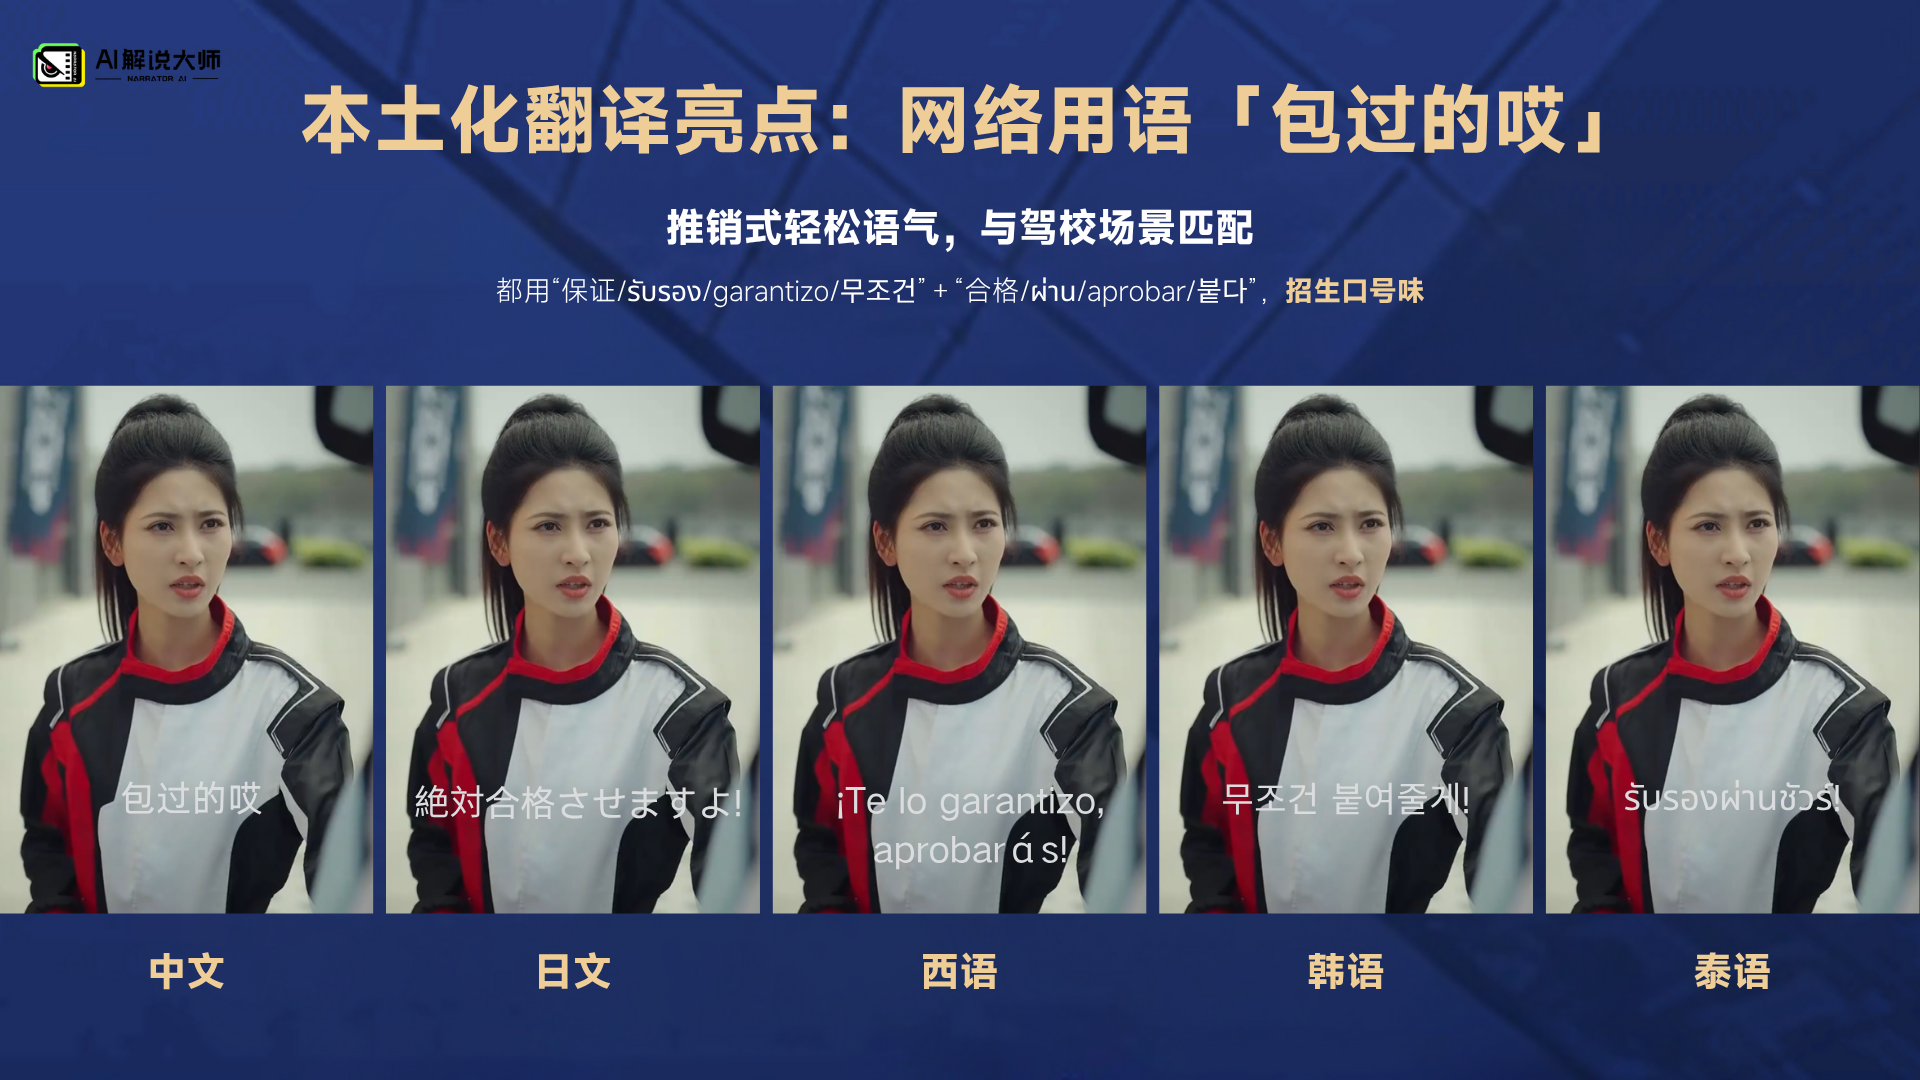 AI解说大师
NARRATOR AI
本土化翻译亮点：网络用语「包过的哎」
推销式轻松语气，与驾校场景匹配
都用“保证/รับรอง/garantizo/무조건” + “合格/ผ่าน/aprobar/붙다”，招生口号味
包过的哎
絶対合格させますよ!
¡Te lo garantizo,
aprobarás!
무조건 붙여줄게!
รับรองผ่านชัวร์!
中文
日文
西语
韩语
泰语